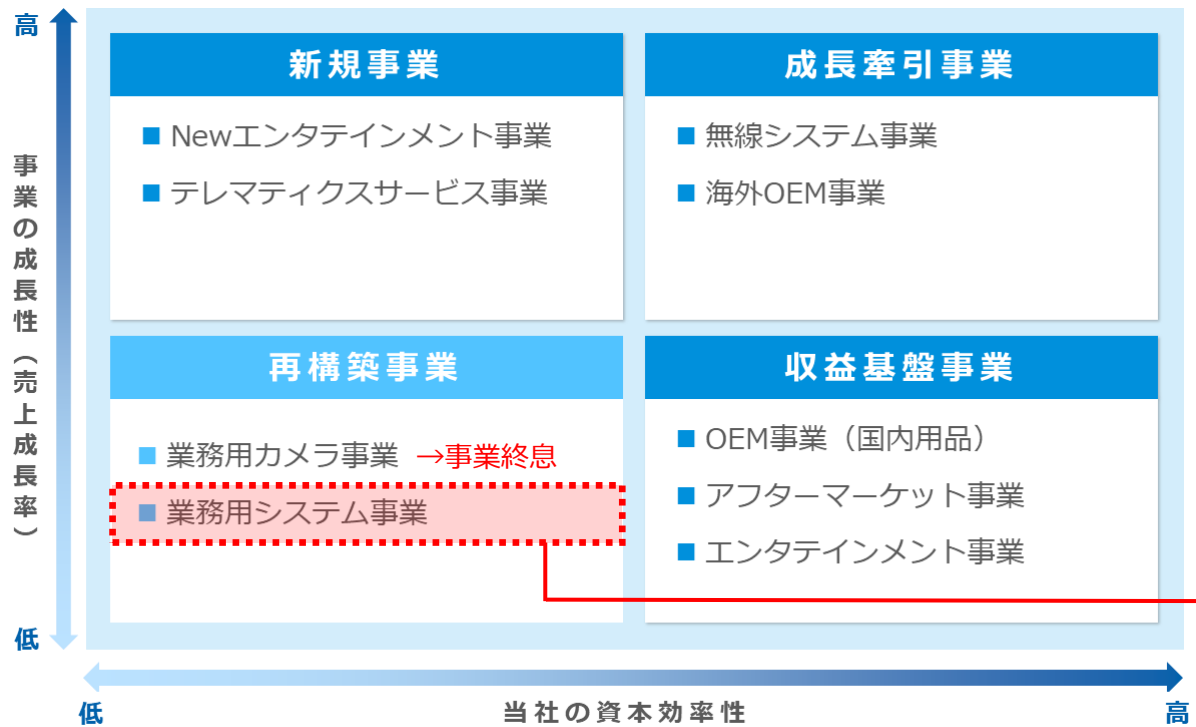 高
事業の成長性（売上成長率）
低
新規事業
■ Newエンタテインメント事業
■ テレマティクスサービス事業
成長牽引事業
■ 無線システム事業
■ 海外OEM事業
再構築事業
■ 業務用カメラ事業 →事業終息
■ 業務用システム事業
収益基盤事業
■ OEM事業（国内用品）
■ アフターマーケット事業
■ エンタテインメント事業
低
当社の資本効率性
高